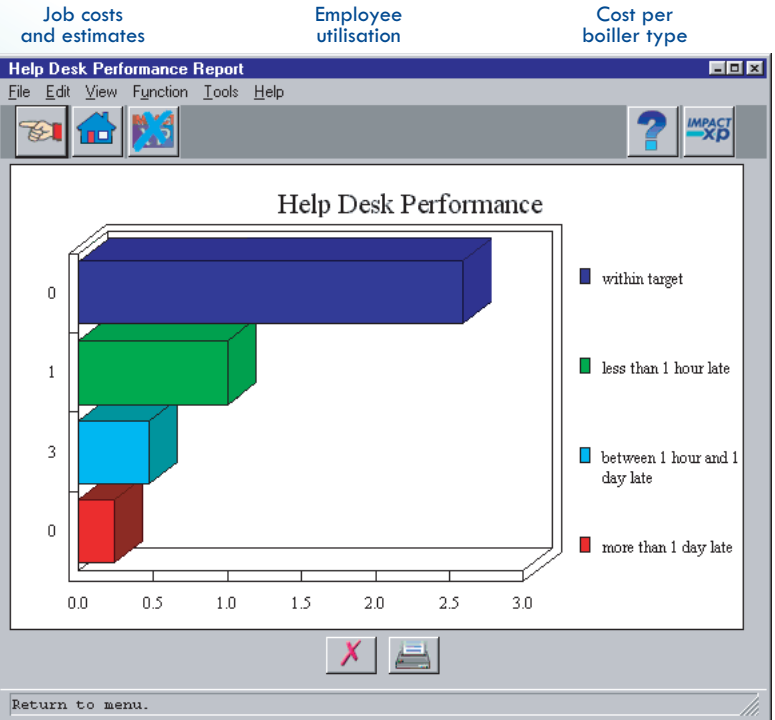 Job costs
and estimates
Employee
utilisation
Cost per
boiller type
Help Desk Performance Report
File Edit View Function Tools Help
? IMPACT
xp
Help Desk Performance
0
1
3
0
within target
less than 1 hour late
between 1 hour and 1
day late
more than 1 day late
0.0 0.5 1.0 1.5 2.0 2.5 3.0
Return to menu.